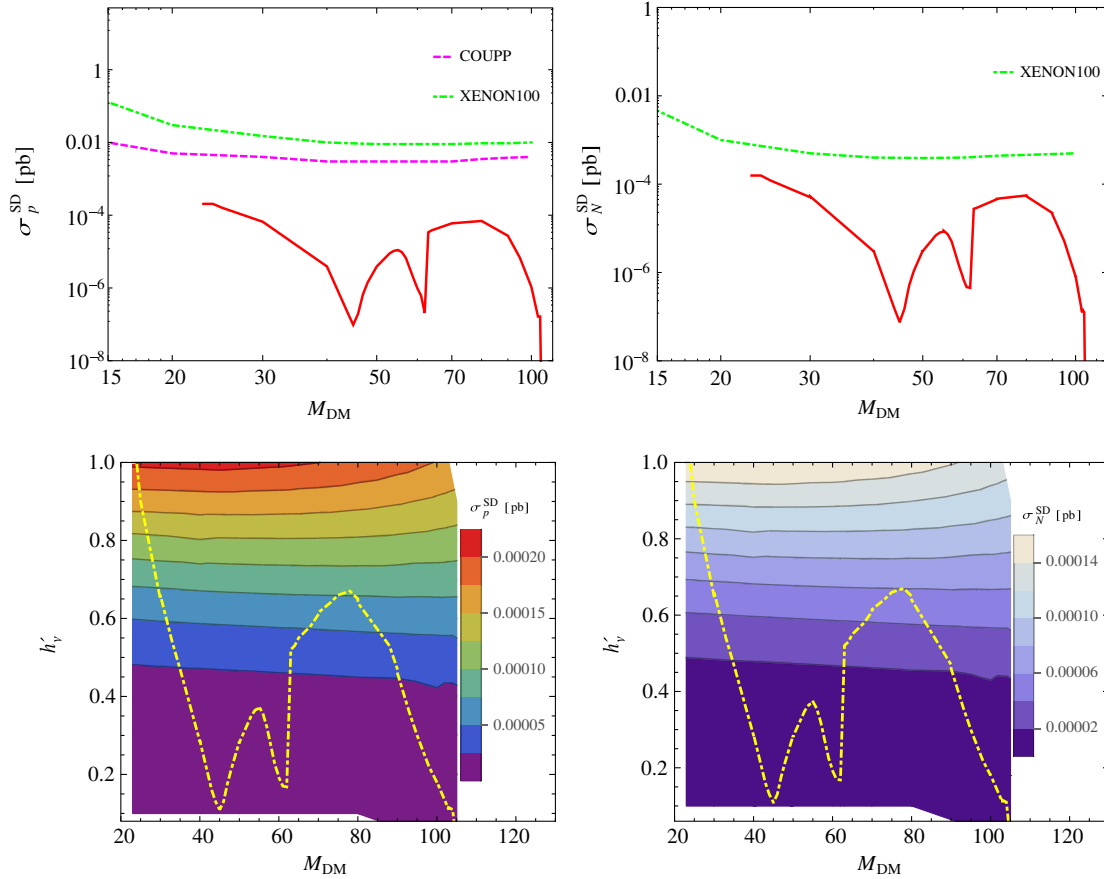 COUPP
XENON100
1
0.01
10^-4
10^-6
10^-8
σ_p^SD [pb]
15 20 30 50 70 100
M_DM
XENON100
1
0.01
10^-4
10^-6
10^-8
σ_N^SD [pb]
15 20 30 50 70 100
M_DM
1.0
0.8
0.6
0.4
0.2
h′_ν
σ_p^SD [pb]
0.00020
0.00015
0.00010
0.00005
20 40 60 80 100 120
M_DM
1.0
0.8
0.6
0.4
0.2
h′_ν
σ_N^SD [pb]
0.00014
0.00010
0.00006
0.00002
20 40 60 80 100 120
M_DM